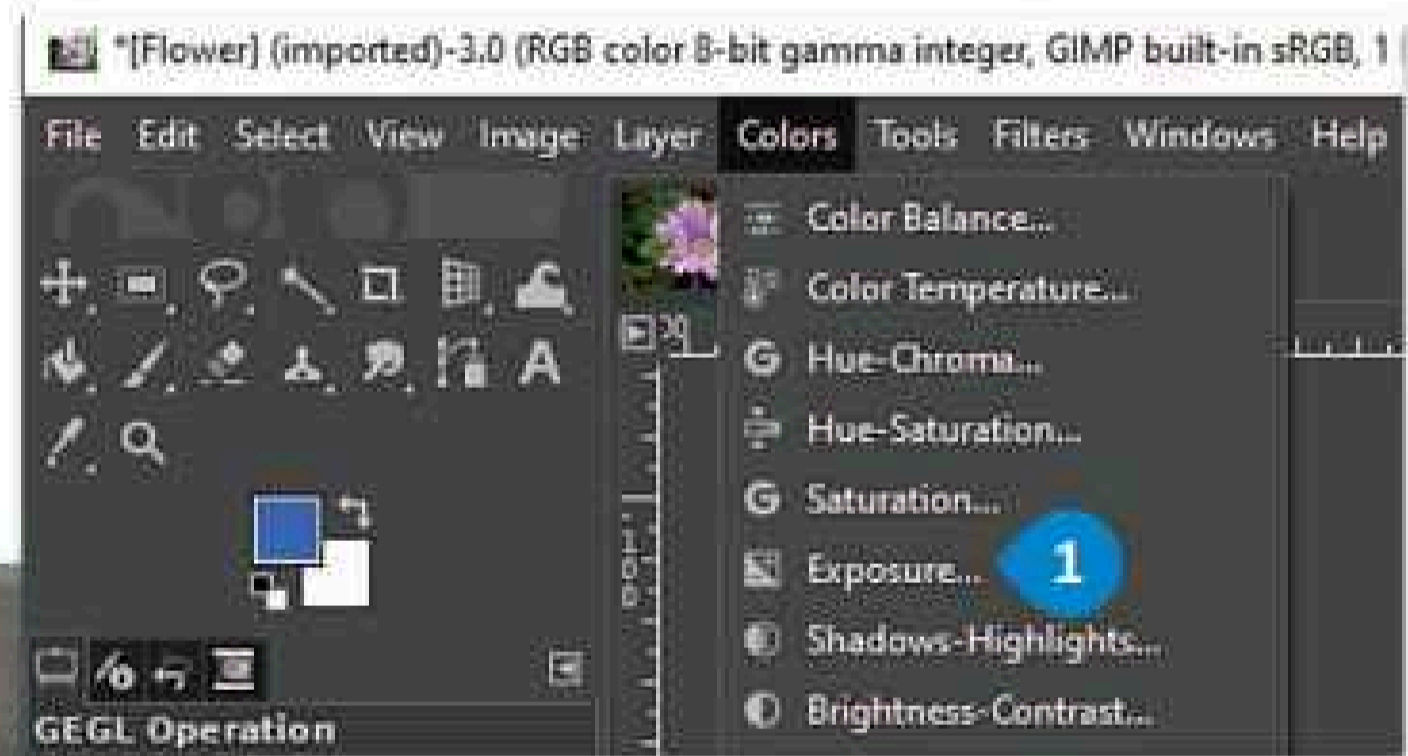 *[Flower] (imported)-3.0 (RGB color 8-bit gamma integer, GIMP built-in sRGB, 1
File Edit Select View Image Layer Colors Tools Filters Windows Help
Color Balance...
Color Temperature...
Hue-Chroma...
Hue-Saturation...
Saturation...
Exposure...
1
Shadows-Highlights...
Brightness-Contrast...
GEGL Operation